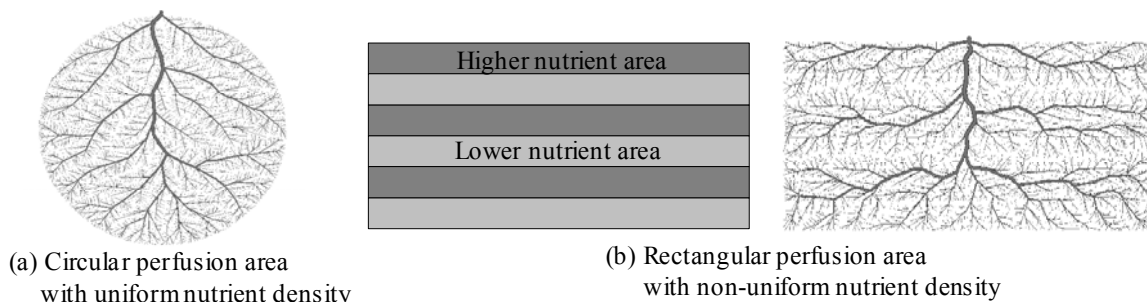 Higher nutrient area
Lower nutrient area
(a) Circular perfusion area
with uniform nutrient density
(b) Rectangular perfusion area
with non-uniform nutrient density